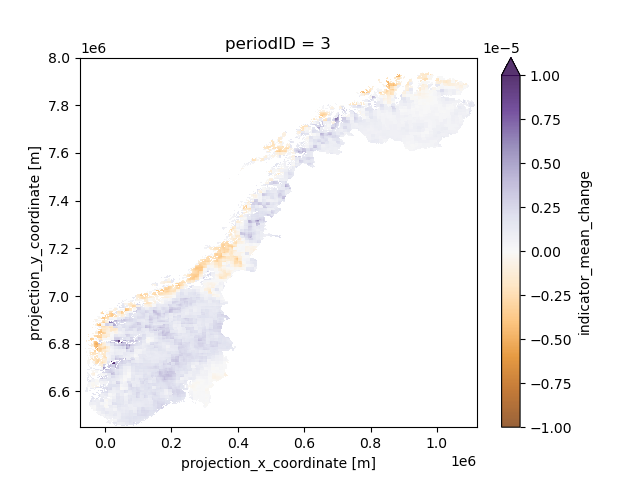 periodID = 3
1e6
8.0
7.8
7.6
7.4
7.2
7.0
6.8
6.6
projection_y_coordinate [m]
0.0 0.2 0.4 0.6 0.8 1.0
1e6
projection_x_coordinate [m]
1e−5
1.00
0.75
0.50
0.25
0.00
−0.25
−0.50
−0.75
−1.00
indicator_mean_change